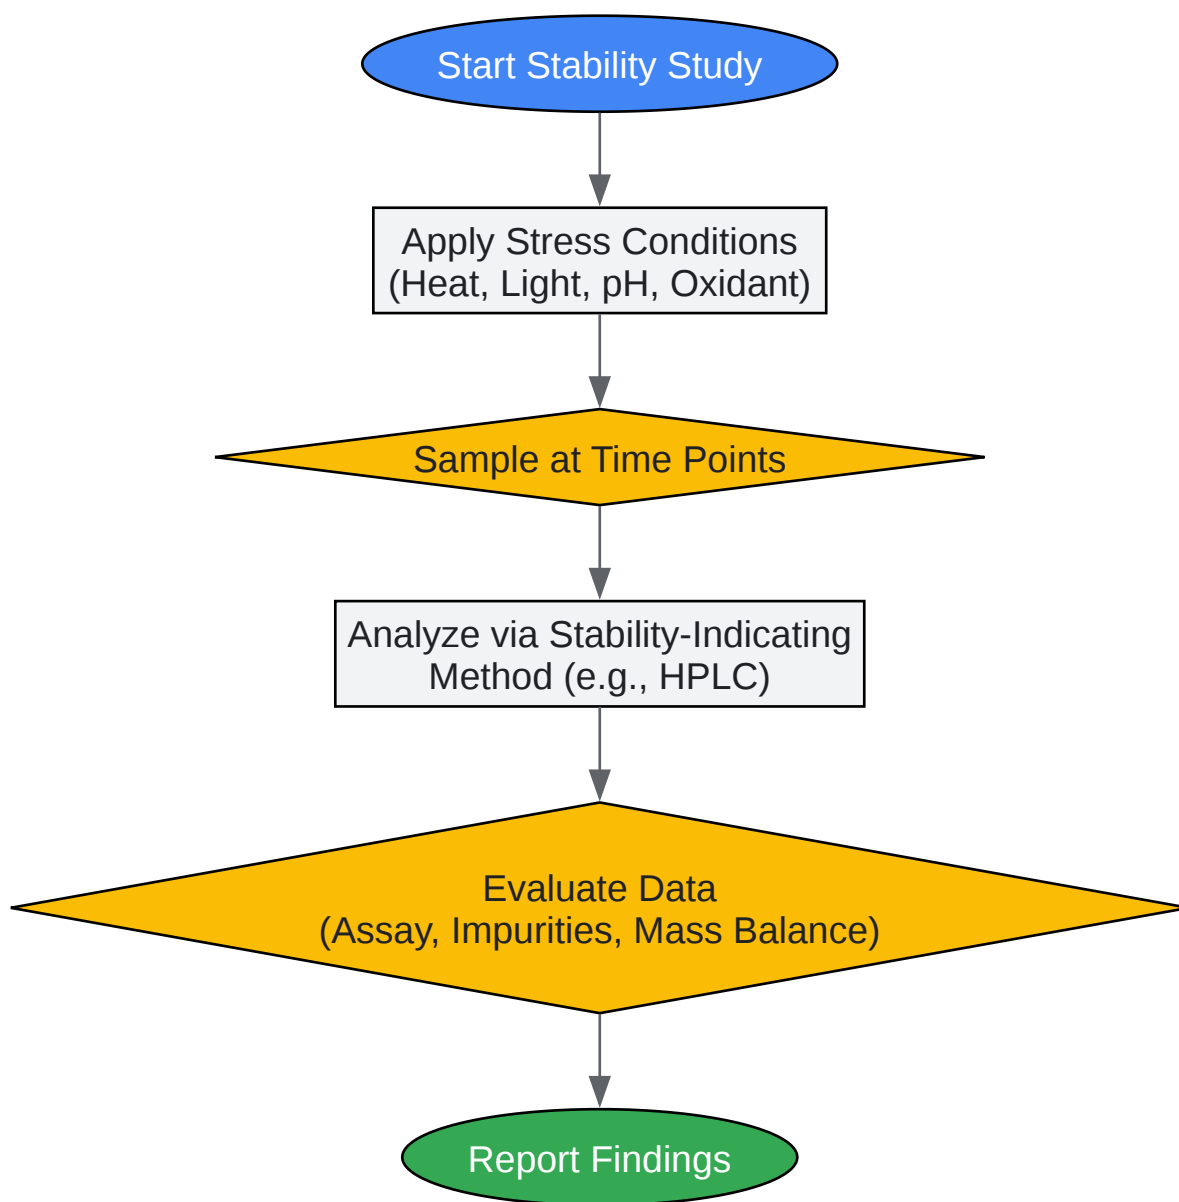 Start Stability Study
Apply Stress Conditions
(Heat, Light, pH, Oxidant)
Sample at Time Points
Analyze via Stability-Indicating
Method (e.g., HPLC)
Evaluate Data
(Assay, Impurities, Mass Balance)
Report Findings